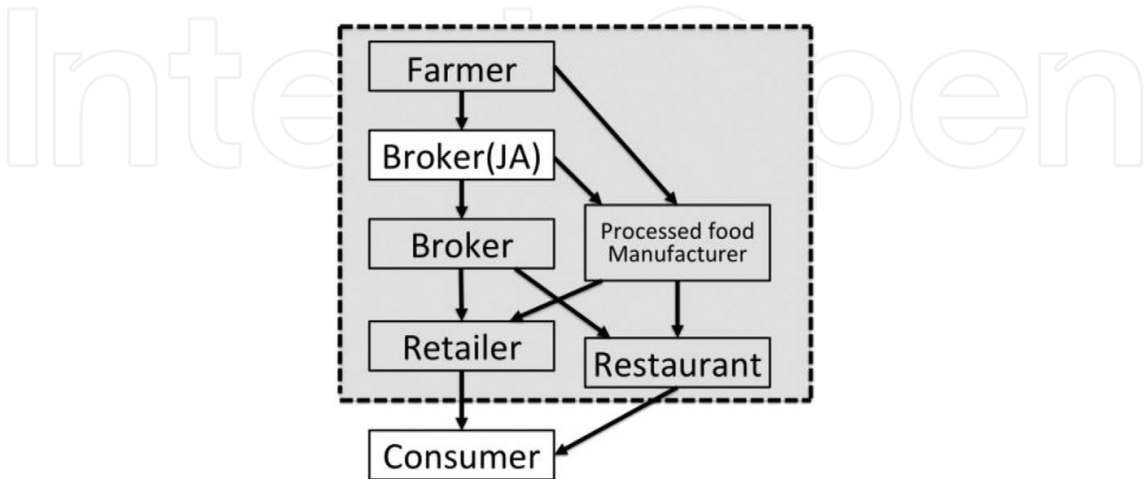 Farmer
Broker(JA)
Processed food
Manufacturer
Broker
Retailer
Restaurant
Consumer